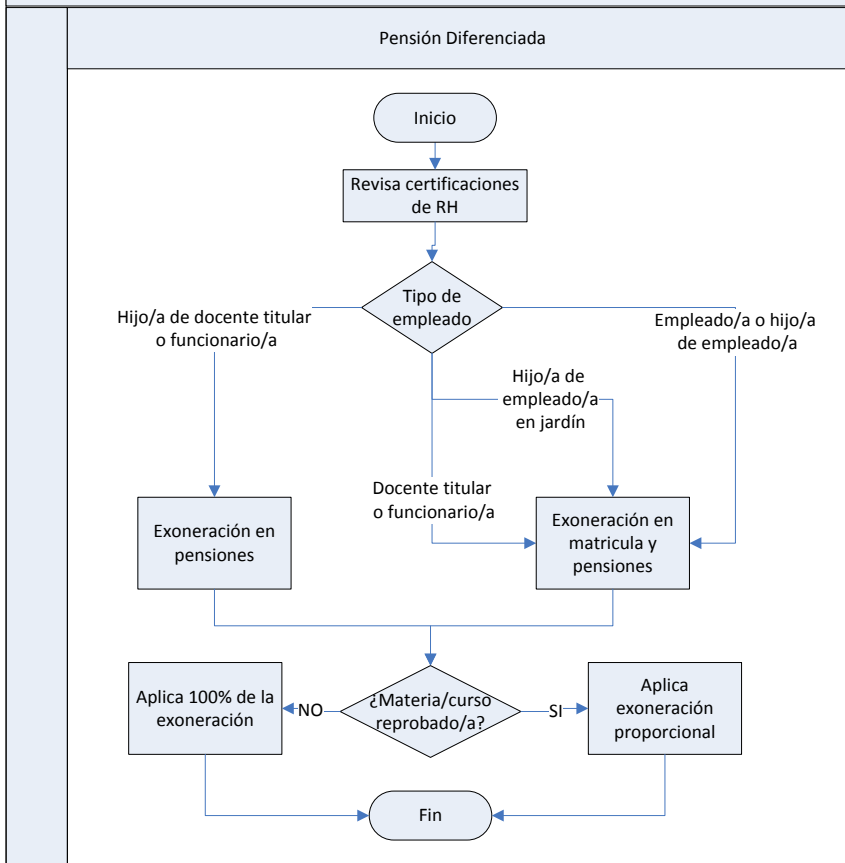 Pensión Diferenciada
Inicio
Revisa certificaciones
de RH
Tipo de
empleado
Hijo/a de docente titular
o funcionario/a
Empleado/a o hijo/a
de empleado/a
Hijo/a de
empleado/a
en jardín
Docente titular
o funcionario/a
Exoneración en
pensiones
Exoneración en
matricula y
pensiones
Aplica 100% de la
exoneración
NO
¿Materia/curso
reprobado/a?
SI
Aplica
exoneración
proporcional
Fin